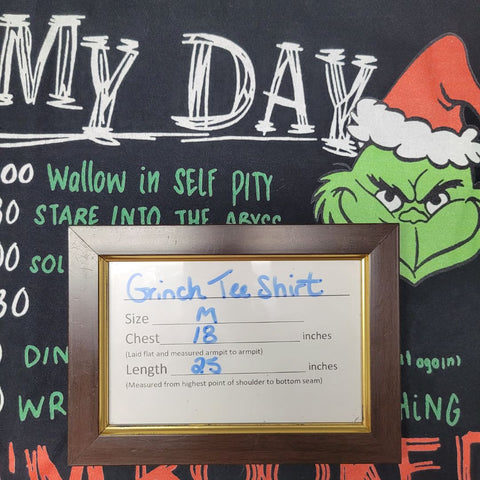 MY DAY
00 Wallow in SELF PITY
30 STARE INTO THE ABYSS
00 SOL
30
DIN again)
WR HING
I'M BOOKED
Grinch Tee Shirt
Size M
Chest 18 inches
(Laid flat and measured armpit to armpit)
Length 25 inches
(Measured from highest point of shoulder to bottom seam)